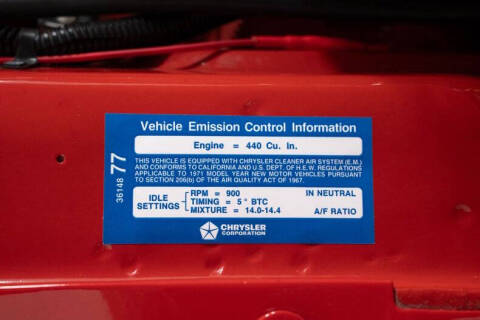 Vehicle Emission Control Information
Engine = 440 Cu. In.
THIS VEHICLE IS EQUIPPED WITH CHRYSLER CLEANER AIR SYSTEM (E.M.)
AND CONFORMS TO CALIFORNIA AND U.S. DEPT. OF H.E.W. REGULATIONS
APPLICABLE TO 1971 MODEL YEAR NEW MOTOR VEHICLES PURSUANT
TO SECTION 206(b) OF THE AIR QUALITY ACT OF 1967.
36148 77
IDLE SETTINGS
RPM = 900 IN NEUTRAL
TIMING = 5° BTC
MIXTURE = 14.0-14.4 A/F RATIO
CHRYSLER
CORPORATION